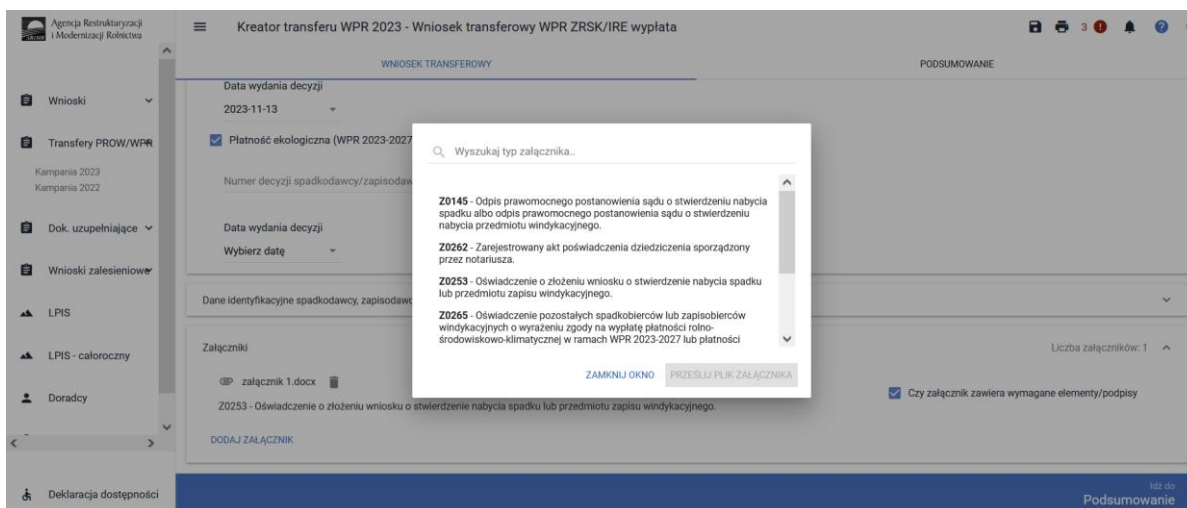 Agencja Restrukturyzacji
i Modernizacji Rolnictwa
Kreator transferu WPR 2023 - Wniosek transferowy WPR ZRSK/IRE wypłata
3
WNIOSEK TRANSFEROWY
PODSUMOWANIE
Wnioski
Transfery PROW/WPR
Kampania 2023
Kampania 2022
Dok. uzupełniające
Wnioski zalesieniowe
LPIS
LPIS - całoroczny
Doradcy
Deklaracja dostępności
Data wydania decyzji
2023-11-13
Płatność ekologiczna (WPR 2023-2027
Numer decyzji spadkodawcy/zapisodaw
Data wydania decyzji
Wybierz datę
Dane identyfikacyjne spadkodawcy, zapisodawc
Załączniki
Liczba załączników: 1
załącznik 1.docx
Czy załącznik zawiera wymagane elementy/podpisy
Z0253 - Oświadczenie o złożeniu wniosku o stwierdzenie nabycia spadku lub przedmiotu zapisu windykacyjnego.
DODAJ ZAŁĄCZNIK
Idź do
Podsumowanie
Wyszukaj typ załącznika..
Z0145 - Odpis prawomocnego postanowienia sądu o stwierdzeniu nabycia
spadku albo odpis prawomocnego postanowienia sądu o stwierdzeniu
nabycia przedmiotu windykacyjnego.
Z0262 - Zarejestrowany akt poświadczenia dziedziczenia sporządzony
przez notariusza.
Z0253 - Oświadczenie o złożeniu wniosku o stwierdzenie nabycia spadku
lub przedmiotu zapisu windykacyjnego.
Z0265 - Oświadczenie pozostałych spadkobierców lub zapisobierców
windykacyjnych o wyrażeniu zgody na wypłatę płatności rolno-
środowiskowo-klimatycznej w ramach WPR 2023-2027 lub płatności
ZAMKNIJ OKNO
PRZEŚLIJ PLIK ZAŁĄCZNIKA